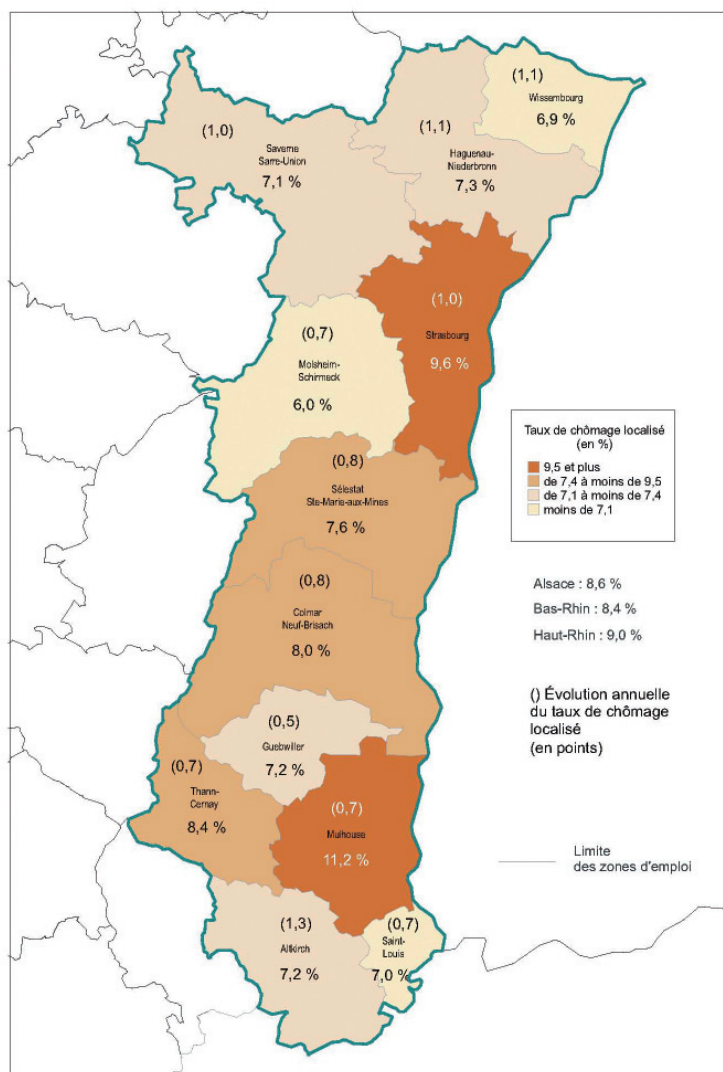 (1,1)
Wissembourg
6,9 %
(1,0)
Saverne
Sarre-Union
7,1 %
(1,1)
Haguenau-
Niederbronn
7,3 %
(1,0)
Strasbourg
9,6 %
(0,7)
Molsheim-
Schirmeck
6,0 %
(0,8)
Sélestat
Ste-Marie-aux-Mines
7,6 %
(0,8)
Colmar
Neuf-Brisach
8,0 %
(0,5)
Guebwiller
7,2 %
(0,7)
Thann-
Cernay
8,4 %
(0,7)
Mulhouse
11,2 %
(1,3)
Altkirch
7,2 %
(0,7)
Saint-
Louis
7,0 %
Taux de chômage localisé
(en %)
9,5 et plus
de 7,4 à moins de 9,5
de 7,1 à moins de 7,4
moins de 7,1
Alsace : 8,6 %
Bas-Rhin : 8,4 %
Haut-Rhin : 9,0 %
() Évolution annuelle
du taux de chômage
localisé
(en points)
Limite
des zones d'emploi